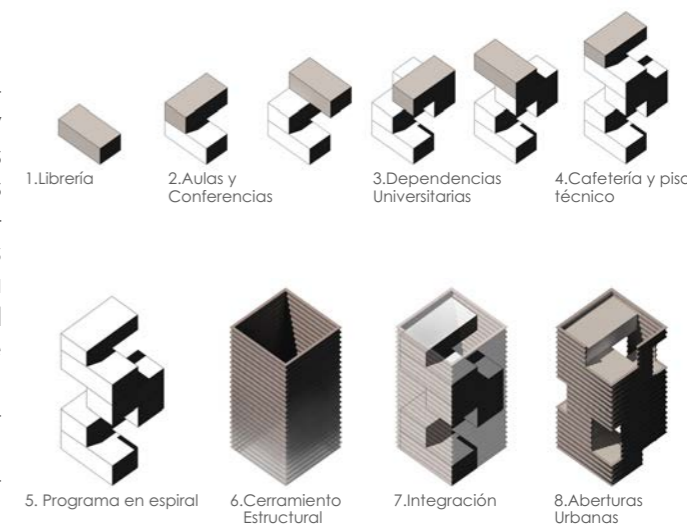 1.Librería
2.Aulas y
Conferencias
3.Dependencias
Universitarias
4.Cafetería y
técnico
5. Programa en espiral
6.Cerramiento
Estructural
7.Integración
8.Aberturas
Urbanas